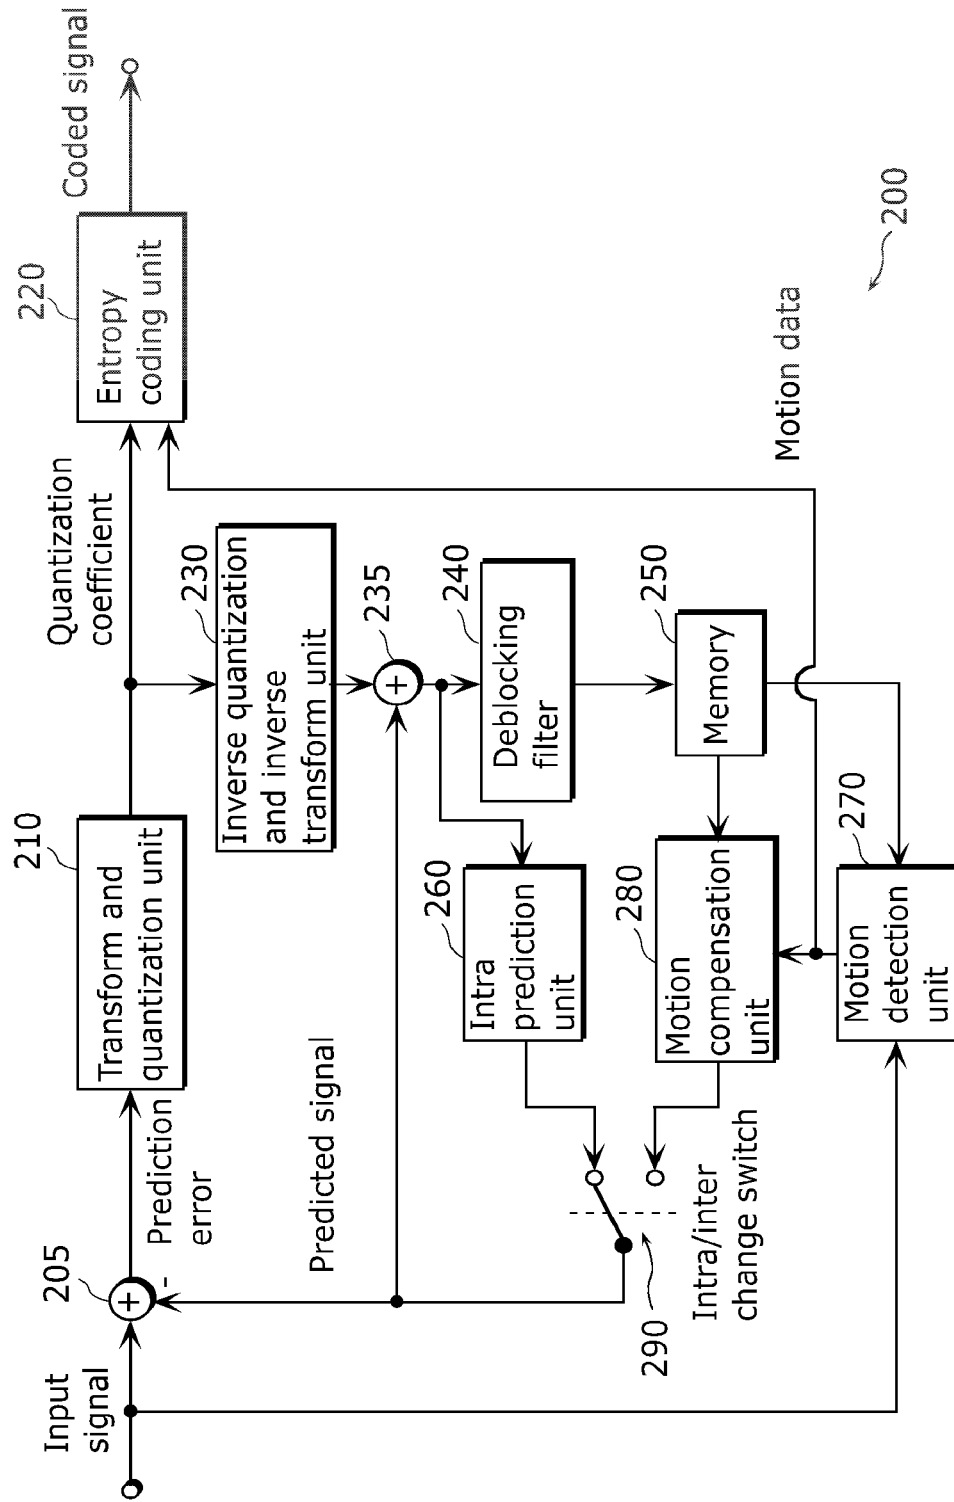 Input
signal
205
-
+
Prediction
error
210
Transform and
quantization unit
Quantization
coefficient
220
Entropy
coding unit
Coded signal
230
Inverse quantization
and inverse
transform unit
235
+
Predicted signal
240
Deblocking
filter
250
Memory
260
Intra
prediction
unit
280
Motion
compensation
unit
270
Motion
detection
unit
290
Intra/inter
change switch
Motion data
200